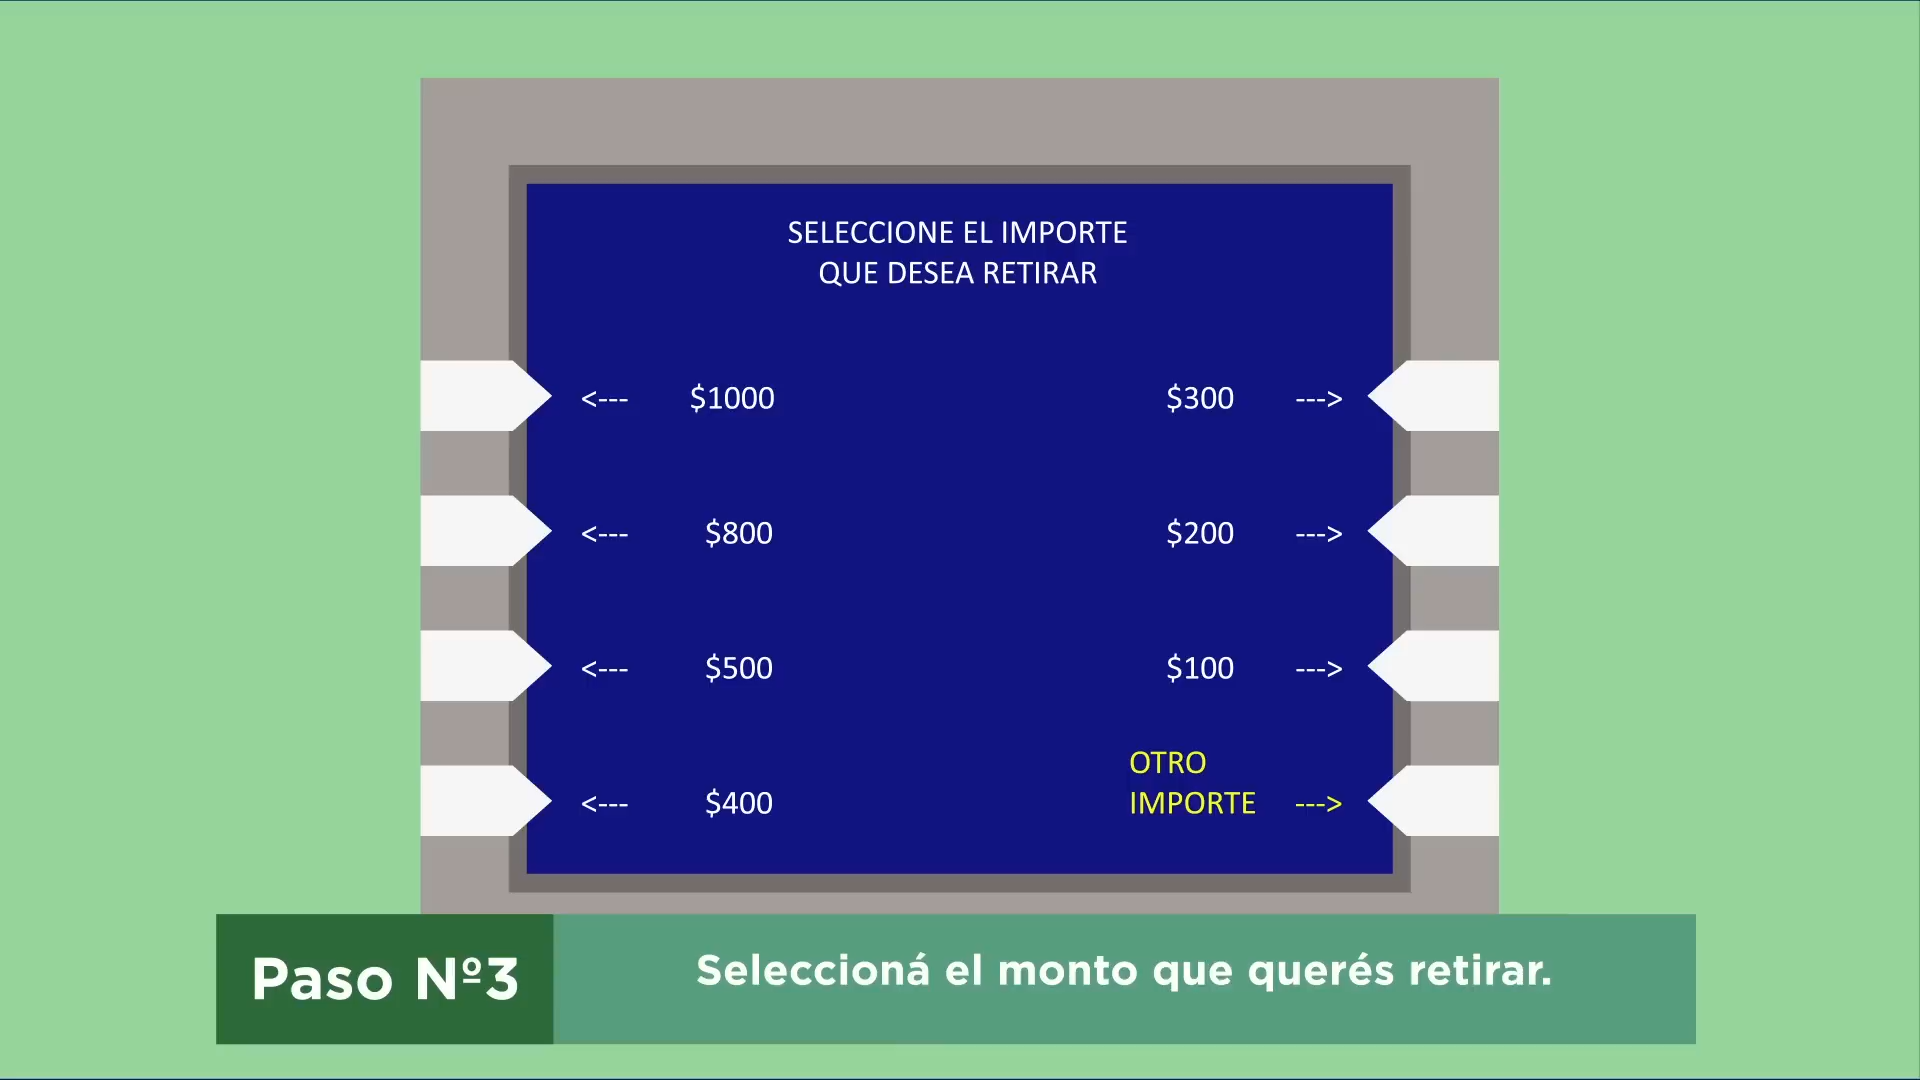 SELECCIONE EL IMPORTE
QUE DESEA RETIRAR
<--- $1000
$300 --->
<--- $800
$200 --->
<--- $500
$100 --->
<--- $400
OTRO
IMPORTE --->
Paso Nº3
Seleccioná el monto que querés retirar.